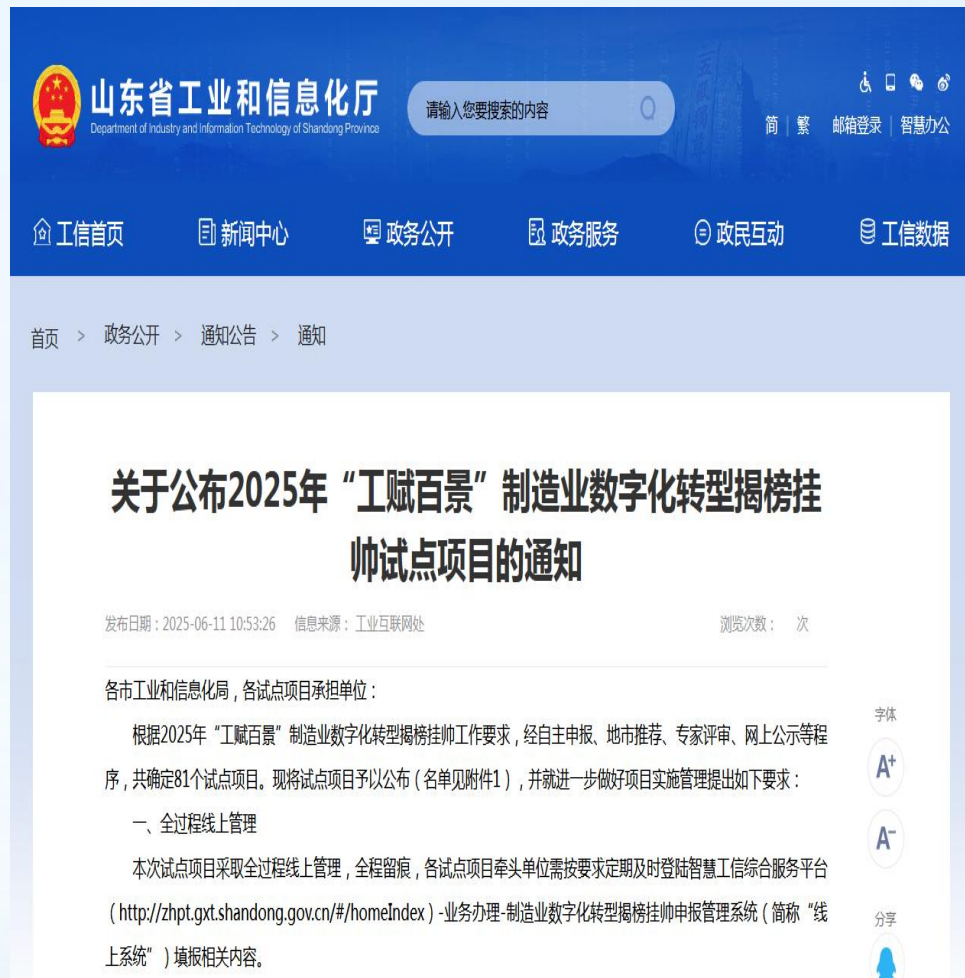 山东省工业和信息化厅
Department of Industry and Information Technology of Shandong Province
请输入您要搜索的内容
简 | 繁 邮箱登录 | 智慧办公
工信首页 新闻中心 政务公开 政务服务 政民互动 工信数据
首页 > 政务公开 > 通知公告 > 通知
关于公布2025年“工赋百景”制造业数字化转型揭榜挂
帅试点项目的通知
发布日期：2025-06-11 10:53:26 信息来源：工业互联网处 浏览次数： 次
各市工业和信息化局，各试点项目承担单位：
根据2025年“工赋百景”制造业数字化转型揭榜挂帅工作要求，经自主申报、地市推荐、专家评审、网上公示等程
序，共确定81个试点项目。现将试点项目予以公布（名单见附件1），并就进一步做好项目实施管理提出如下要求：
一、全过程线上管理
本次试点项目采取全过程线上管理，全程留痕，各试点项目牵头单位需按要求定期及时登陆智慧工信综合服务平台
（http://zhpt.gxt.shandong.gov.cn/#/homeIndex）-业务办理-制造业数字化转型揭榜挂帅申报管理系统（简称“线
上系统”）填报相关内容。
字体
A+
A-
分享